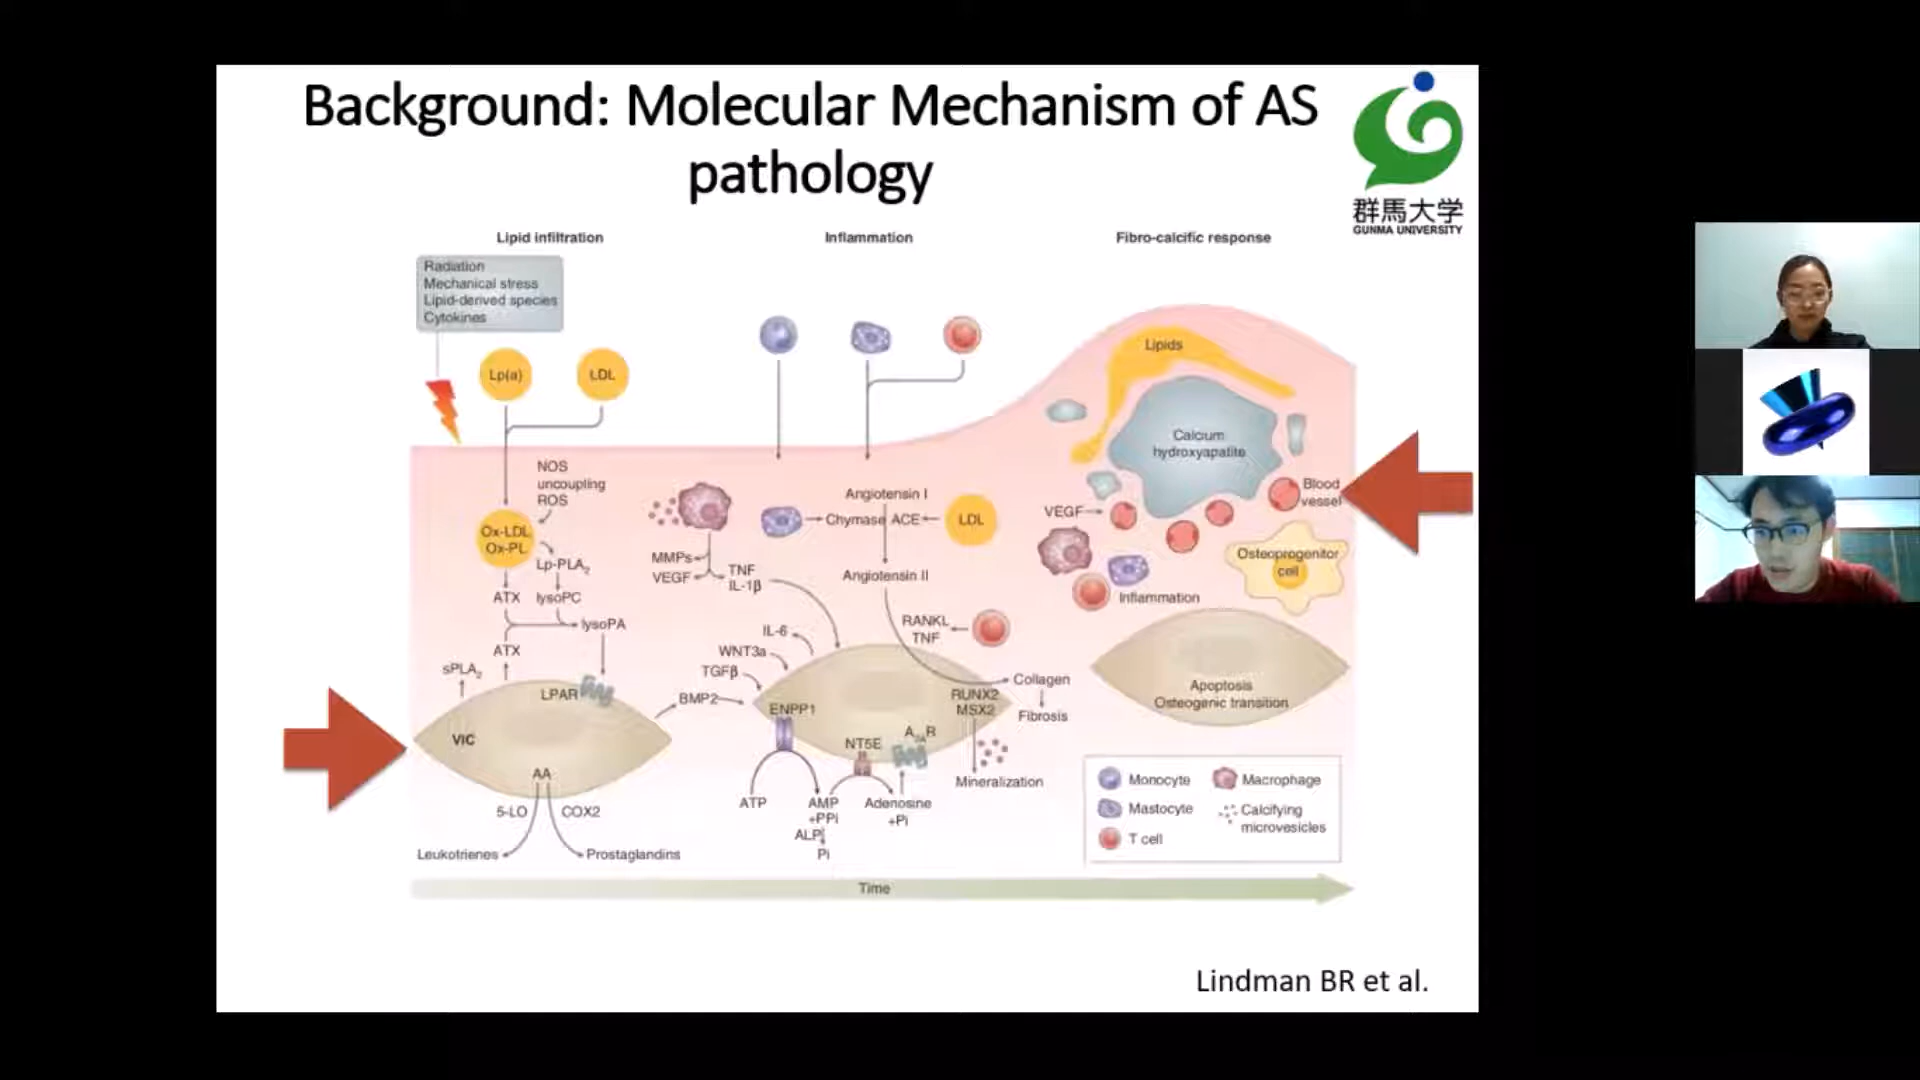 Background: Molecular Mechanism of AS
pathology
群馬大学
GUNMA UNIVERSITY
Lipid infiltration
Inflammation
Fibro-calcific response
Radiation
Mechanical stress
Lipid-derived species
Cytokines
Lp(a)
LDL
NOS
uncoupling
ROS
Ox-LDL
Ox-PL
Lp-PLA2
ATX
lysoPC
lysoPA
ATX
sPLA2
LPAR
VIC
AA
5-LO
COX2
Leukotrienes
Prostaglandins
MMPs
VEGF
TNF
IL-1β
Angiotensin I
Chymase
ACE
LDL
Angiotensin II
RANKL
TNF
IL-6
WNT3a
TGFβ
BMP2
ENPP1
NT5E
A2AR
RUNX2
MSX2
Collagen
Fibrosis
Mineralization
ATP
AMP
+PPi
ALP
Pi
Adenosine
+Pi
Lipids
Calcium
hydroxyapatite
Blood
vessel
VEGF
Osteoprogenitor
cell
Inflammation
Apoptosis
Osteogenic transition
Monocyte
Macrophage
Mastocyte
Calcifying
microvesicles
T cell
Time
Lindman BR et al.